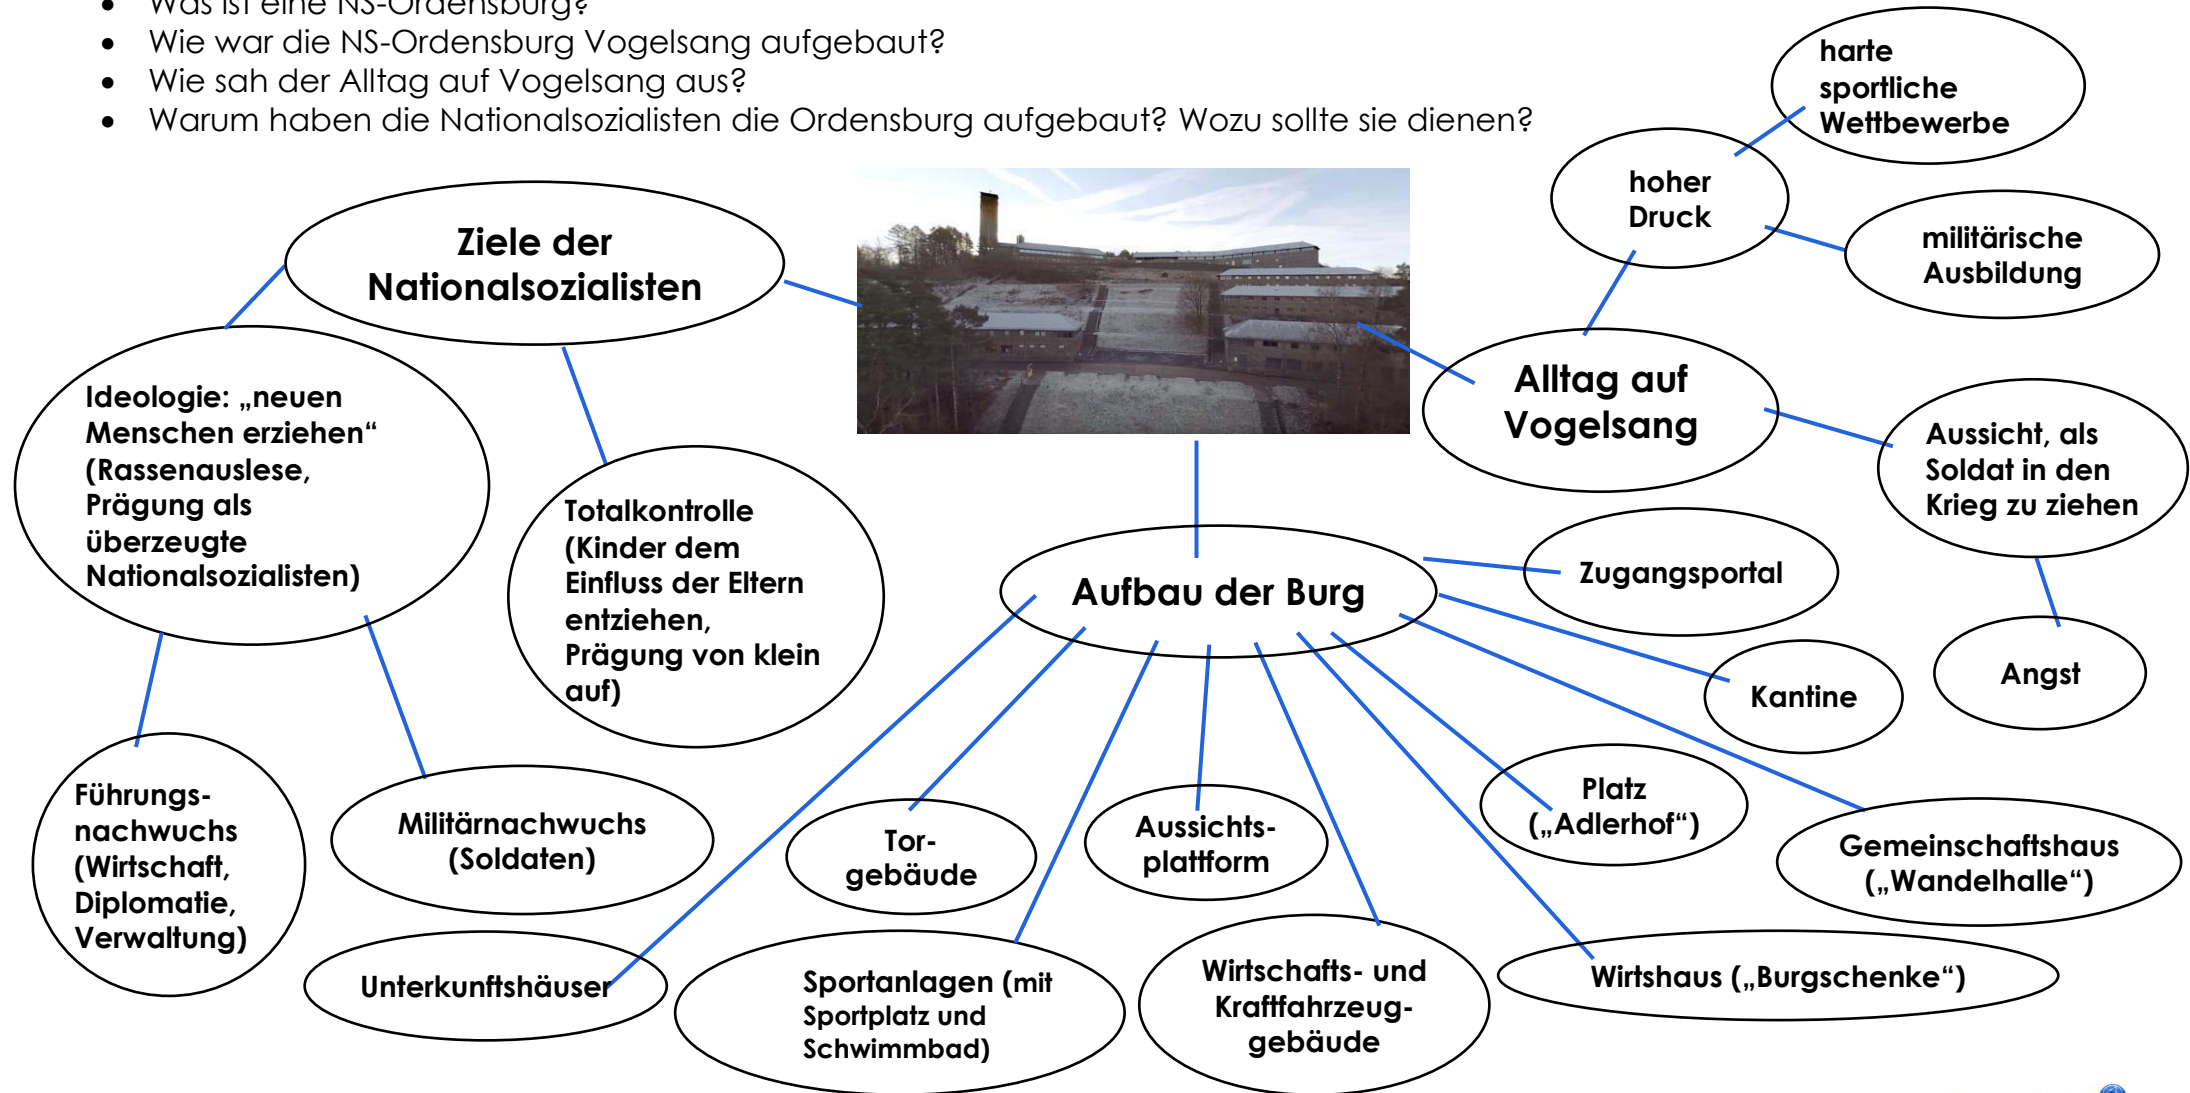 • Was ist eine NS-Ordensburg?
• Wie war die NS-Ordensburg Vogelsang aufgebaut?
• Wie sah der Alltag auf Vogelsang aus?
• Warum haben die Nationalsozialisten die Ordensburg aufgebaut? Wozu sollte sie dienen?
harte
sportliche
Wettbewerbe
hoher
Druck
militärische
Ausbildung
Ziele der
Nationalsozialisten
Alltag auf
Vogelsang
Ideologie: „neuen
Menschen erziehen“
(Rassenauslese,
Prägung als
überzeugte
Nationalsozialisten)
Totalkontrolle
(Kinder dem
Einfluss der Eltern
entziehen,
Prägung von klein
auf)
Aussicht, als
Soldat in den
Krieg zu ziehen
Aufbau der Burg
Zugangsportal
Kantine
Angst
Führungs-
nachwuchs
(Wirtschaft,
Diplomatie,
Verwaltung)
Militärnachwuchs
(Soldaten)
Tor-
gebäude
Aussichts-
plattform
Platz
(„Adlerhof“)
Gemeinschaftshaus
(„Wandelhalle“)
Unterkunftshäuser
Sportanlagen (mit
Sportplatz und
Schwimmbad)
Wirtschafts- und
Kraftfahrzeug-
gebäude
Wirtshaus („Burgschenke“)